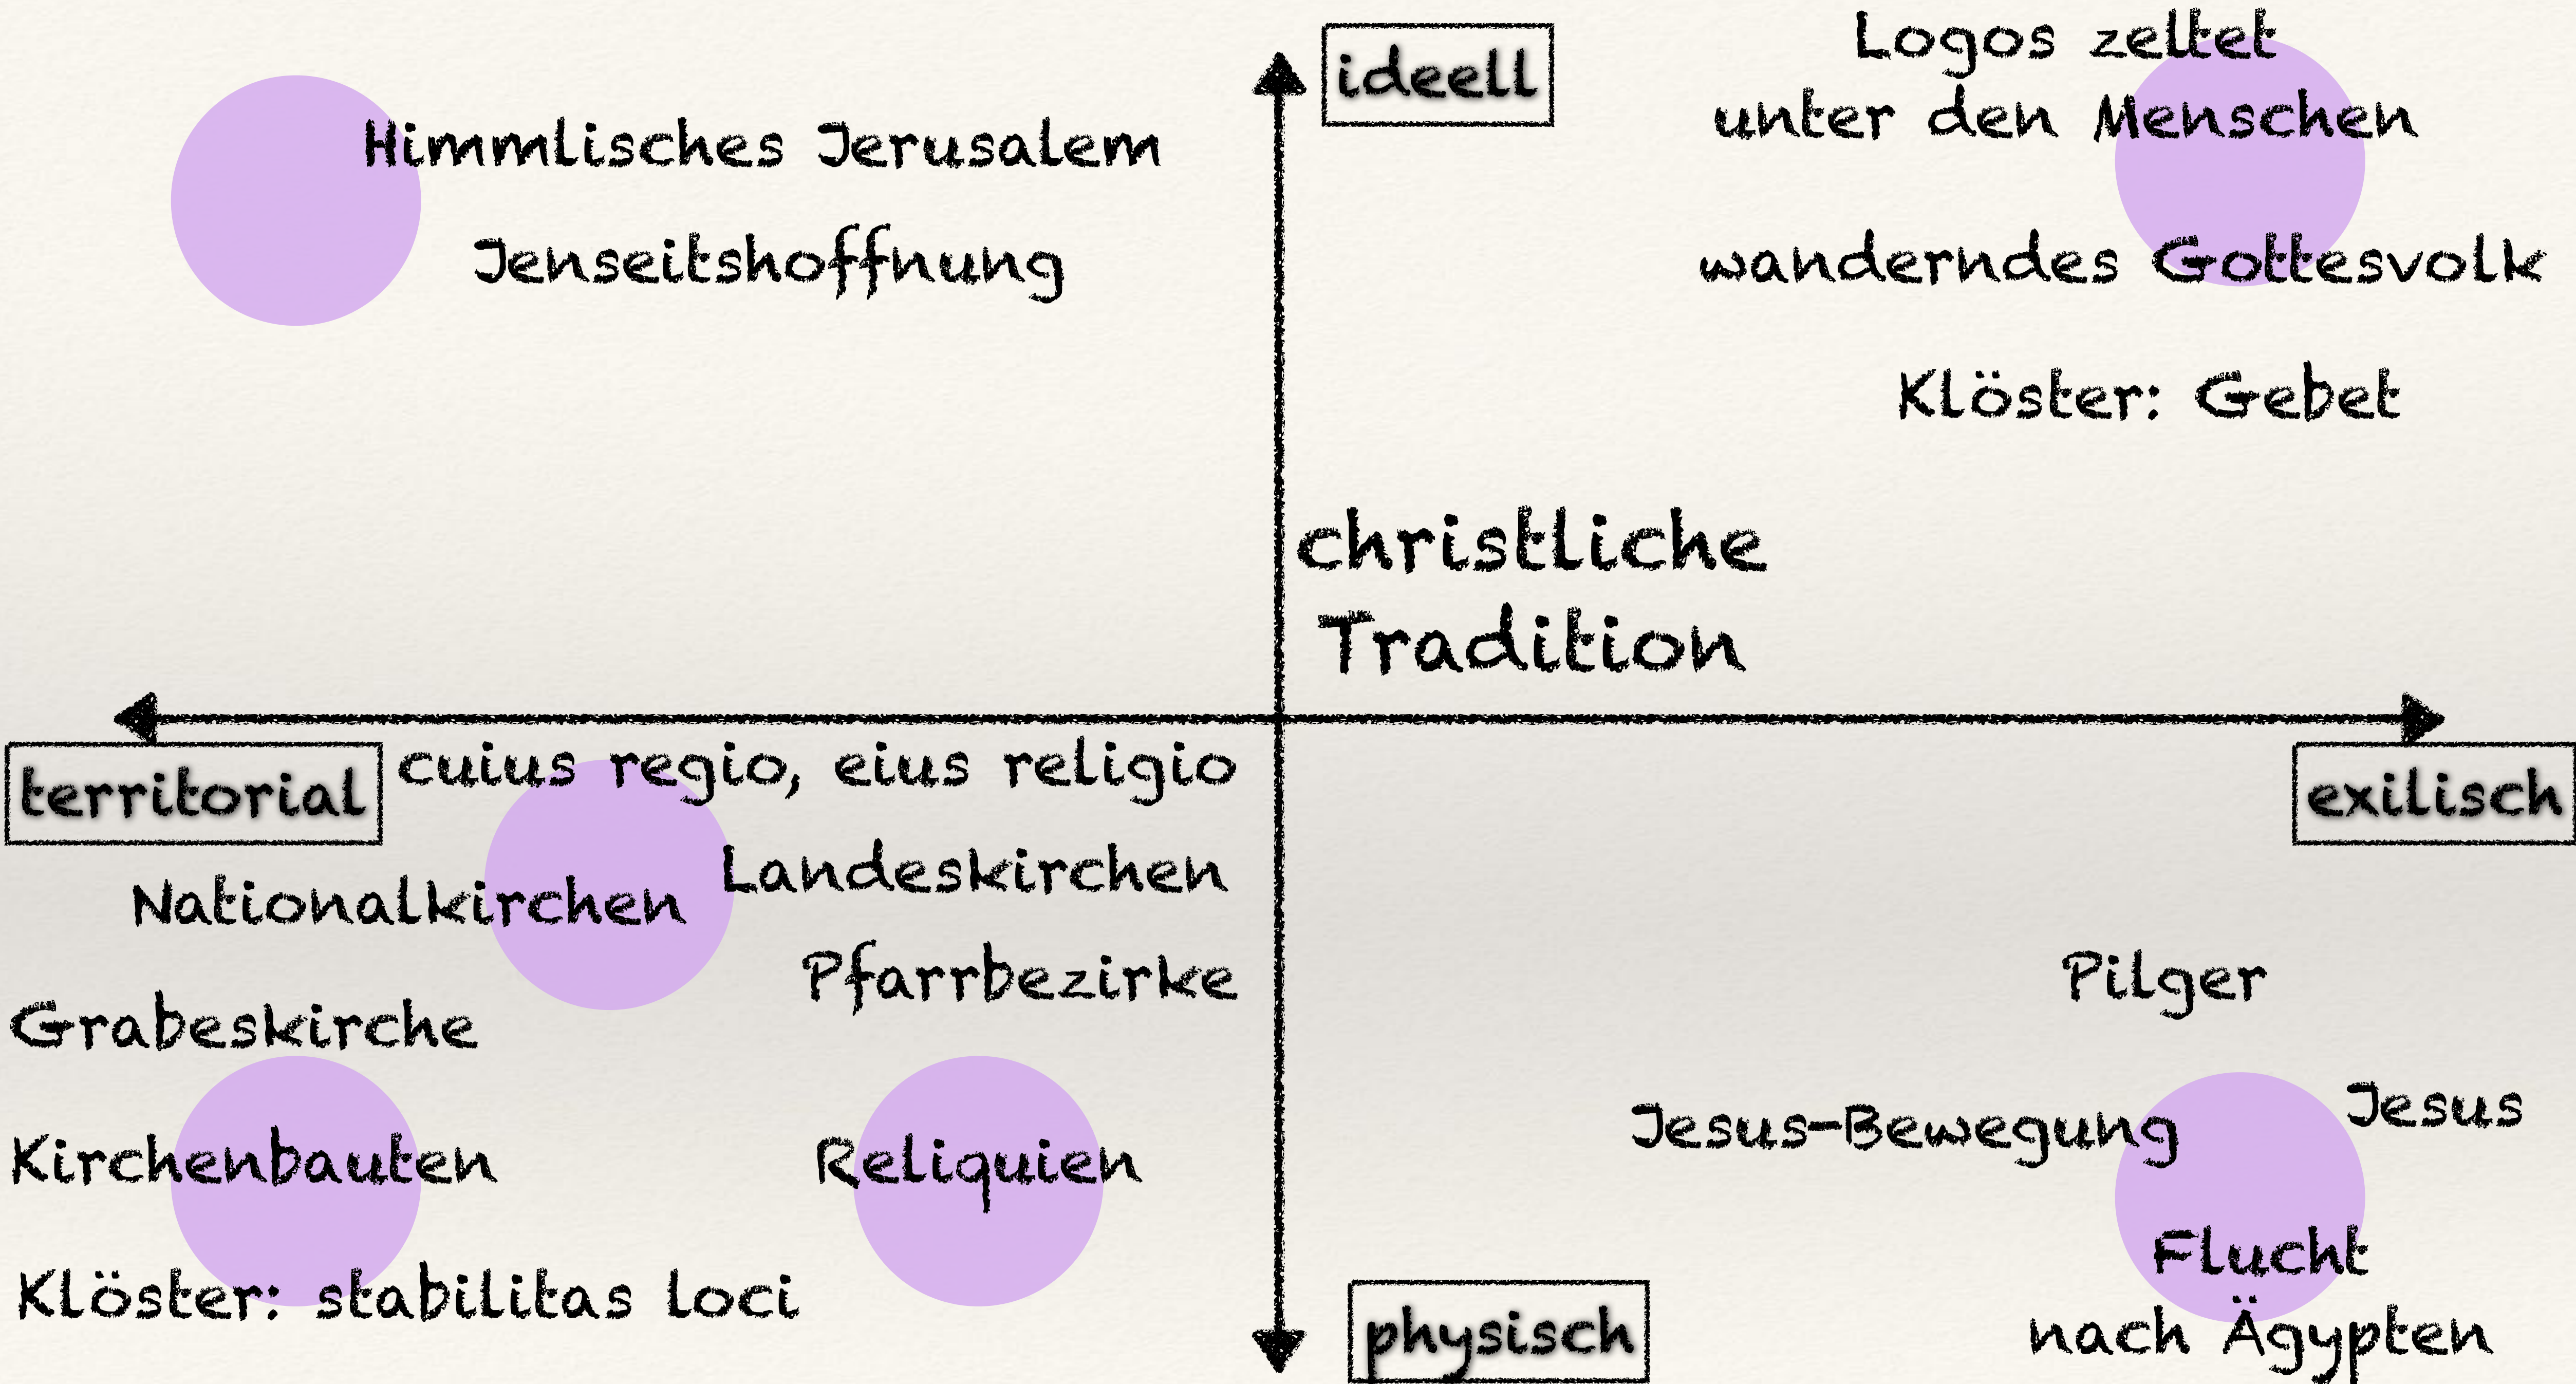 ideell
Logos zeltet
unter den Menschen
Himmlisches Jerusalem
Jenseitshoffnung
wanderndes Gottesvolk
Klöster: Gebet
christliche
Tradition
territorial
cuius regio, eius religio
exilisch
Nationalkirchen
Landeskirchen
Pfarrbezirke
Pilger
Grabeskirche
Jesus-Bewegung
Jesus
Kirchenbauten
Reliquien
Flucht
nach Ägypten
Klöster: stabilitas loci
physisch